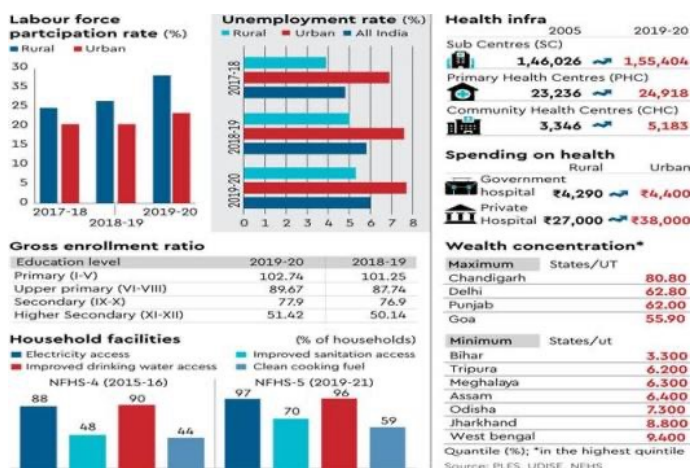 Labour force
partcipation rate (%)
Rural Urban
30
35
25
20
15
10
5
0
2017-18
2018-19
2019-20
Unemployment rate (%)
Rural Urban All India
2017-18
2018-19
2019-20
0 1 2 3 4 5 6 7 8
Gross enrollment ratio
Education level 2019-20 2018-19
Primary (I-V) 102.74 101.25
Upper primary (VI-VIII) 89.67 87.74
Secondary (IX-X) 77.9 76.9
Higher Secondary (XI-XII) 51.42 50.14
Household facilities (% of households)
Electricity access Improved sanitation access
Improved drinking water access Clean cooking fuel
NFHS-4 (2015-16) NFHS-5 (2019-21)
88 48 90 44
97 70 96 59
Health infra
2005 2019-20
Sub Centres (SC)
1,46,026 1,55,404
Primary Health Centres (PHC)
23,236 24,918
Community Health Centres (CHC)
3,346 5,183
Spending on health
Rural Urban
Government
hospital ₹4,290 ₹4,400
Private
Hospital ₹27,000 ₹38,000
Wealth concentration*
Maximum States/UT
Chandigarh 80.80
Delhi 62.80
Punjab 62.00
Goa 55.90
Minimum States/ut
Bihar 3.300
Tripura 6.200
Meghalaya 6.300
Assam 6.400
Odisha 7.300
Jharkhand 8.800
West bengal 9.400
Quantile (%); *in the highest quintile
Source: PLFS, UDISE, NFHS